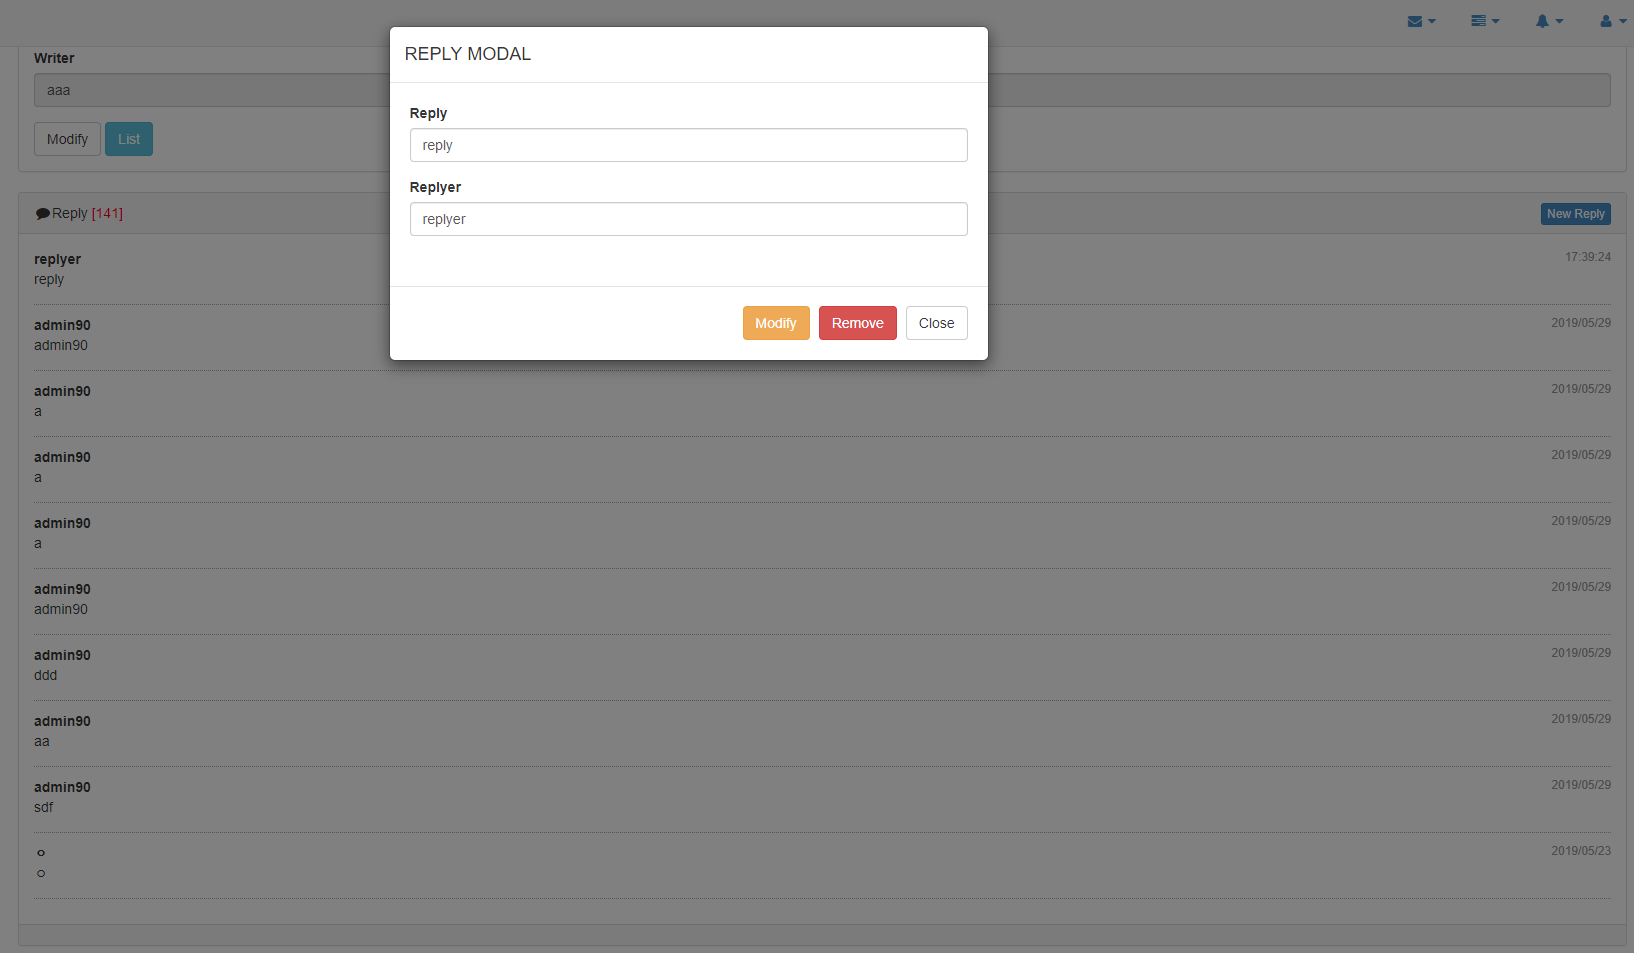 REPLY MODAL
Reply
reply
Replyer
replyer
Modify Remove Close
Writer
aaa
Modify List
Reply [141] New Reply
replyer 17:39:24
reply
admin90 2019/05/29
admin90
admin90 2019/05/29
a
admin90 2019/05/29
a
admin90 2019/05/29
a
admin90 2019/05/29
admin90
admin90 2019/05/29
ddd
admin90 2019/05/29
aa
admin90 2019/05/29
sdf
ㅇ 2019/05/23
ㅇ